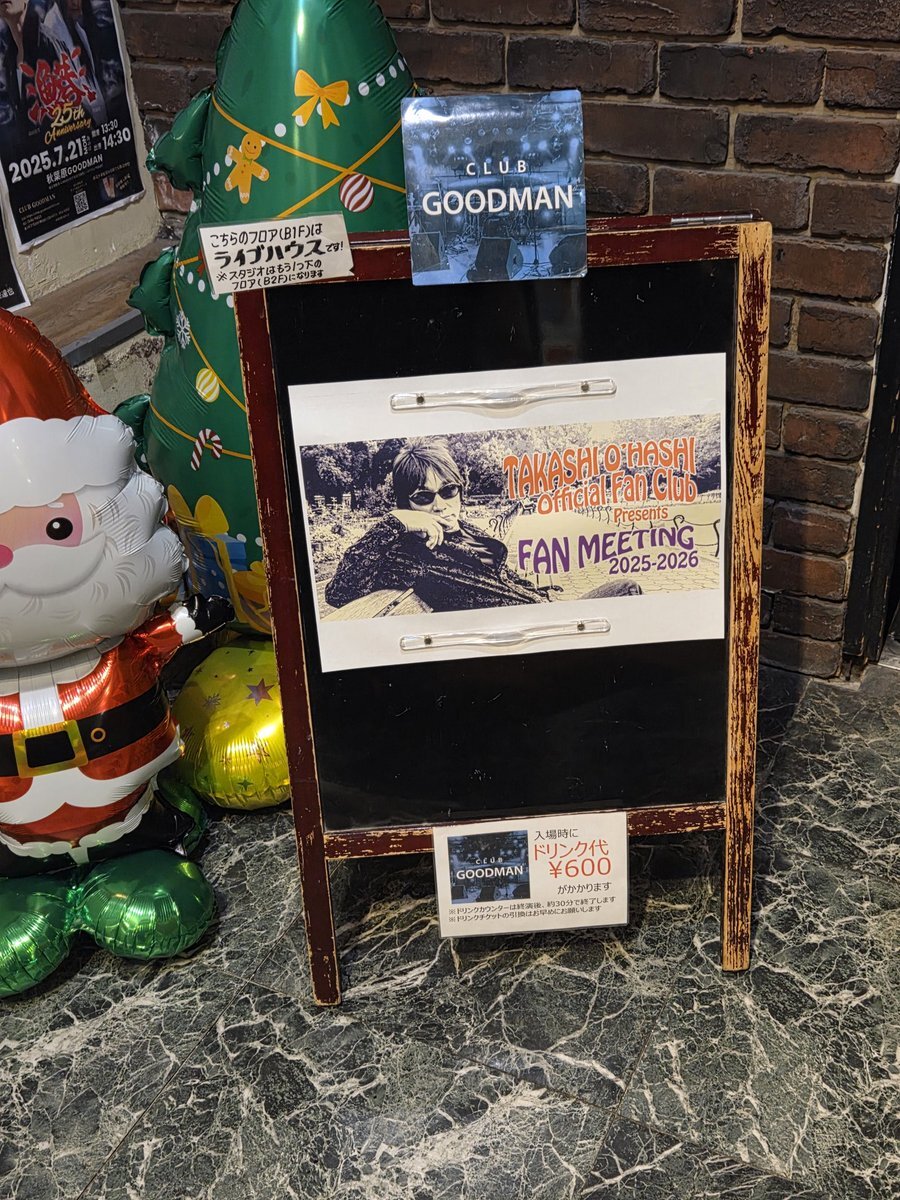 25th
Anniversary
2025.7.21
13:30
14:30
秋葉原GOODMAN
CLUB GOODMAN
CLUB
GOODMAN
こちらのフロア(B1F)は
ライブハウスです!
※スタジオはもう1つ下の
フロア(B2F)になります
TAKASHI O'HASHI
Official Fan Club
Presents
FAN MEETING
2025-2026
CLUB
GOODMAN
入場時に
ドリンク代
¥600
がかかります
※ドリンクカウンターは終演後、約30分で終了します
※ドリンクチケットの引換はお早めにお願いします